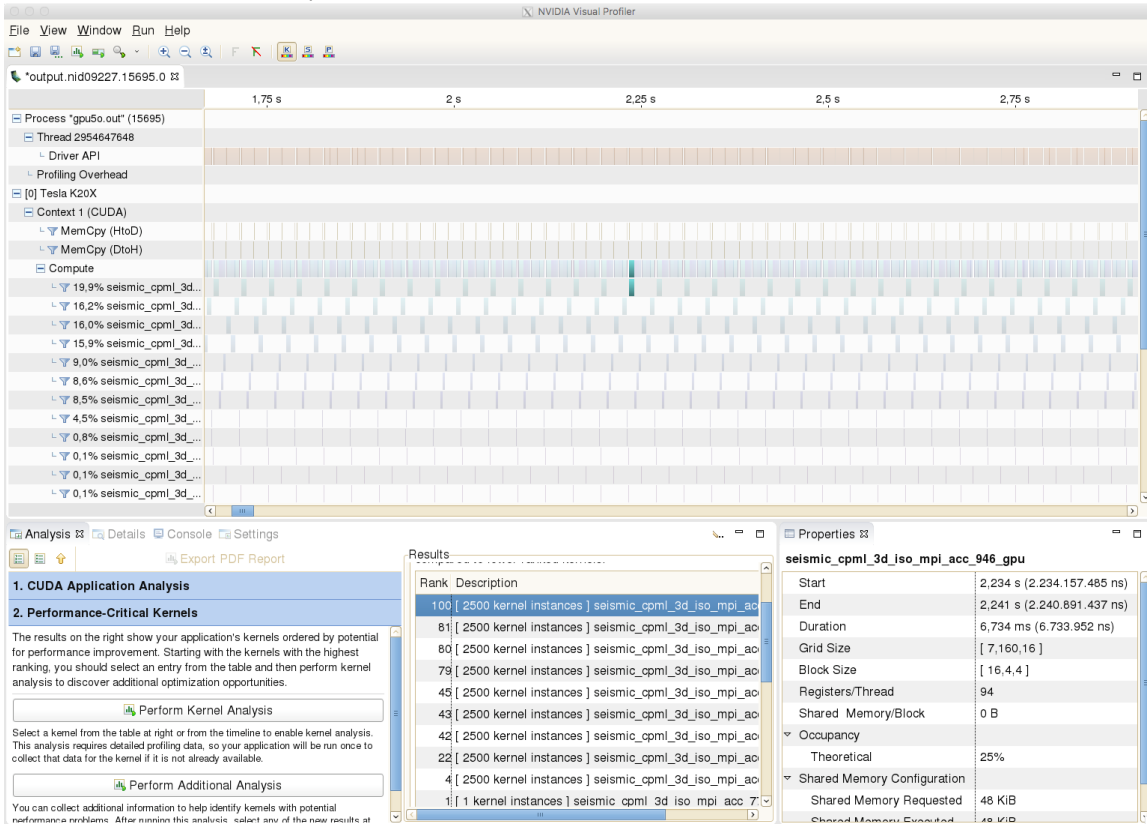 NVIDIA Visual Profiler
File View Window Run Help
*output.nid09227.15695.0
1,75 s 2 s 2,25 s 2,5 s 2,75 s
Process "gpu5o.out" (15695)
Thread 2954647648
Driver API
Profiling Overhead
[0] Tesla K20X
Context 1 (CUDA)
MemCpy (HtoD)
MemCpy (DtoH)
Compute
19,9% seismic_cpml_3d...
16,2% seismic_cpml_3d...
16,0% seismic_cpml_3d...
15,9% seismic_cpml_3d...
9,0% seismic_cpml_3d_...
8,6% seismic_cpml_3d_...
8,5% seismic_cpml_3d_...
4,5% seismic_cpml_3d_...
0,8% seismic_cpml_3d_...
0,1% seismic_cpml_3d_...
0,1% seismic_cpml_3d_...
0,1% seismic_cpml_3d_...
Analysis Details Console Settings
Export PDF Report
1. CUDA Application Analysis
2. Performance-Critical Kernels
The results on the right show your application's kernels ordered by potential
for performance improvement. Starting with the kernels with the highest
ranking, you should select an entry from the table and then perform kernel
analysis to discover additional optimization opportunities.
Perform Kernel Analysis
Select a kernel from the table at right or from the timeline to enable kernel analysis.
This analysis requires detailed profiling data, so your application will be run once to
collect that data for the kernel if it is not already available.
Perform Additional Analysis
You can collect additional information to help identify kernels with potential
performance problems. After running this analysis, select any of the new results at
Results
Rank Description
100 [ 2500 kernel instances ] seismic_cpml_3d_iso_mpi_ac
81 [ 2500 kernel instances ] seismic_cpml_3d_iso_mpi_ac
80 [ 2500 kernel instances ] seismic_cpml_3d_iso_mpi_ac
79 [ 2500 kernel instances ] seismic_cpml_3d_iso_mpi_ac
45 [ 2500 kernel instances ] seismic_cpml_3d_iso_mpi_ac
43 [ 2500 kernel instances ] seismic_cpml_3d_iso_mpi_ac
42 [ 2500 kernel instances ] seismic_cpml_3d_iso_mpi_ac
22 [ 2500 kernel instances ] seismic_cpml_3d_iso_mpi_ac
4 [ 2500 kernel instances ] seismic_cpml_3d_iso_mpi_ac
1 [ 1 kernel instances ] seismic_cpml_3d_iso_mpi_acc_7
Properties
seismic_cpml_3d_iso_mpi_acc_946_gpu
Start 2,234 s (2.234.157.485 ns)
End 2,241 s (2.240.891.437 ns)
Duration 6,734 ms (6.733.952 ns)
Grid Size [ 7,160,16 ]
Block Size [ 16,4,4 ]
Registers/Thread 94
Shared Memory/Block 0 B
Occupancy
Theoretical 25%
Shared Memory Configuration
Shared Memory Requested 48 KiB
Shared Memory Executed 48 KiB